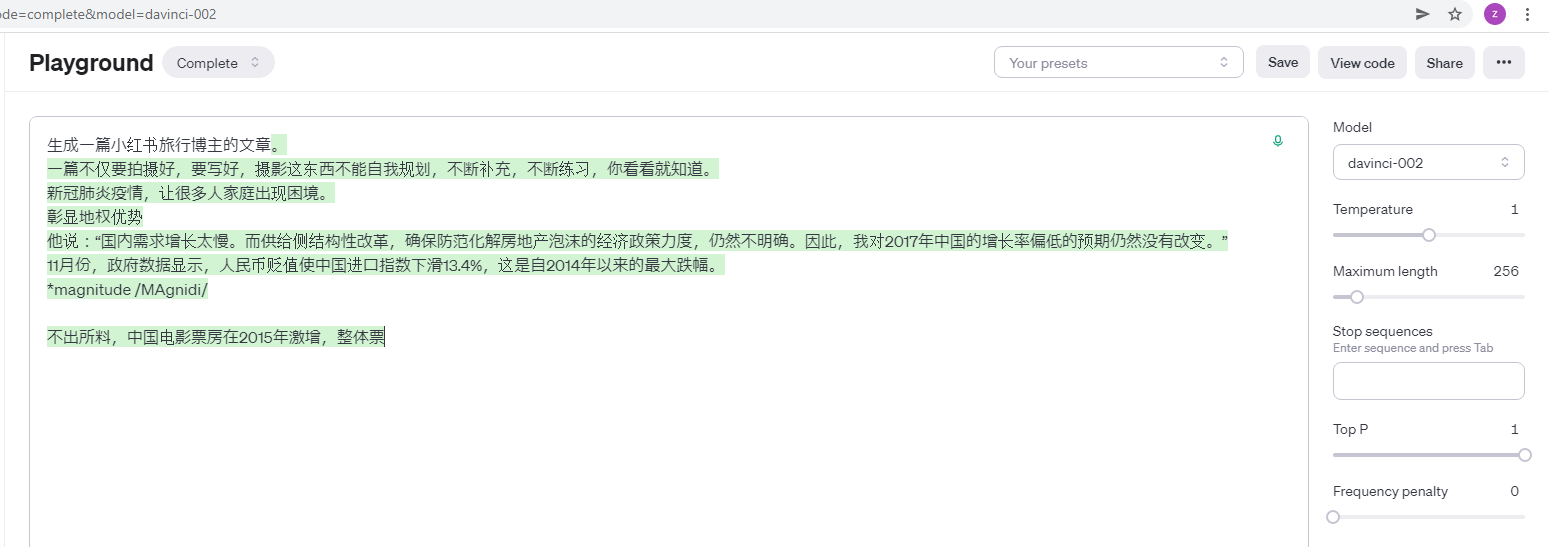 ode=complete&model=davinci-002
z
Playground
Complete
Your presets
Save
View code
Share
生成一篇小红书旅行博主的文章。
一篇不仅要拍摄好，要写好，摄影这东西不能自我规划，不断补充，不断练习，你看看就知道。
新冠肺炎疫情，让很多人家庭出现困境。
彰显地权优势
他说：“国内需求增长太慢。而供给侧结构性改革，确保防范化解房地产泡沫的经济政策力度，仍然不明确。因此，我对2017年中国的增长率偏低的预期仍然没有改变。”
11月份，政府数据显示，人民币贬值使中国进口指数下滑13.4%，这是自2014年以来的最大跌幅。
*magnitude /MAgnidi/
不出所料，中国电影票房在2015年激增，整体票
Model
davinci-002
Temperature 1
Maximum length 256
Stop sequences
Enter sequence and press Tab
Top P 1
Frequency penalty 0